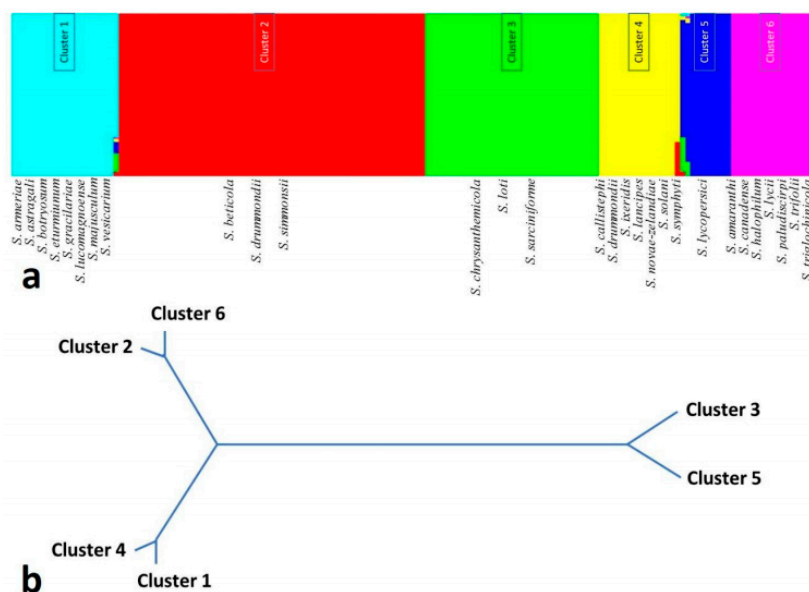 Cluster 1
Cluster 2
Cluster 3
Cluster 4
Cluster 5
Cluster 6
S. armeriae
S. astragali
S. botryosum
S. eturmiunum
S. gracilariae
S. lucomagnoense
S. majusculum
S. vesicarium
S. beticola
S. drummondii
S. simmonsii
S. chrysanthemicola
S. loti
S. sarciniforme
S. callistephi
S. drummondii
S. ixeridis
S. lancipes
S. novae-zelandiae
S. solani
S. symphyti
S. lycopersici
S. amaranthi
S. canadense
S. halophilum
S. lycii
S. paludiscirpi
S. trifolii
S. triglochinicola
a
Cluster 6
Cluster 2
Cluster 3
Cluster 5
Cluster 4
Cluster 1
b